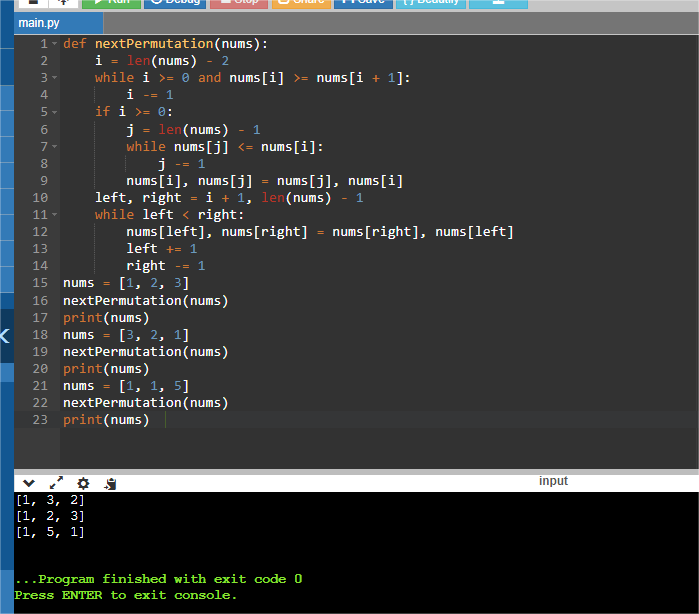 Run Debug Stop Share Save { } Beautify
main.py
1 def nextPermutation(nums):
2 i = len(nums) - 2
3 while i >= 0 and nums[i] >= nums[i + 1]:
4 i -= 1
5 if i >= 0:
6 j = len(nums) - 1
7 while nums[j] <= nums[i]:
8 j -= 1
9 nums[i], nums[j] = nums[j], nums[i]
10 left, right = i + 1, len(nums) - 1
11 while left < right:
12 nums[left], nums[right] = nums[right], nums[left]
13 left += 1
14 right -= 1
15 nums = [1, 2, 3]
16 nextPermutation(nums)
17 print(nums)
18 nums = [3, 2, 1]
19 nextPermutation(nums)
20 print(nums)
21 nums = [1, 1, 5]
22 nextPermutation(nums)
23 print(nums)
input
[1, 3, 2]
[1, 2, 3]
[1, 5, 1]
...Program finished with exit code 0
Press ENTER to exit console.